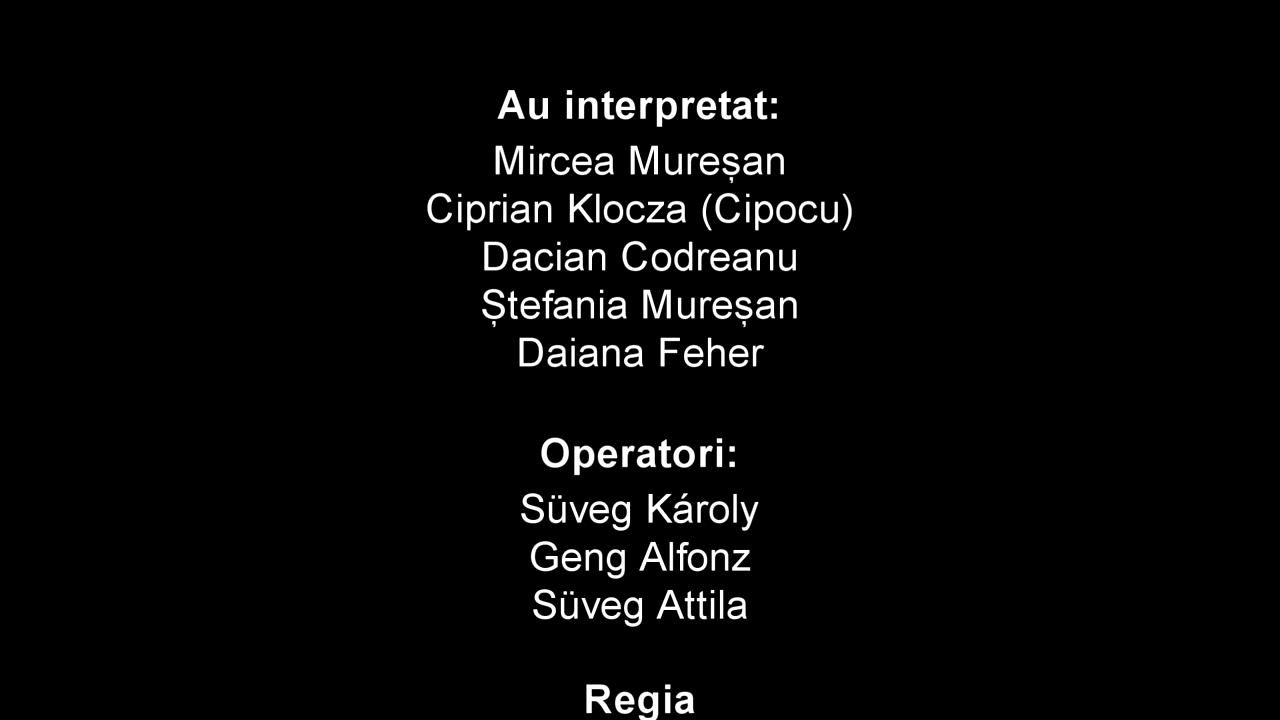 Au interpretat:
Mircea Mureșan
Ciprian Klocza (Cipocu)
Dacian Codreanu
Ștefania Mureșan
Daiana Feher
Operatori:
Süveg Károly
Geng Alfonz
Süveg Attila
Regia